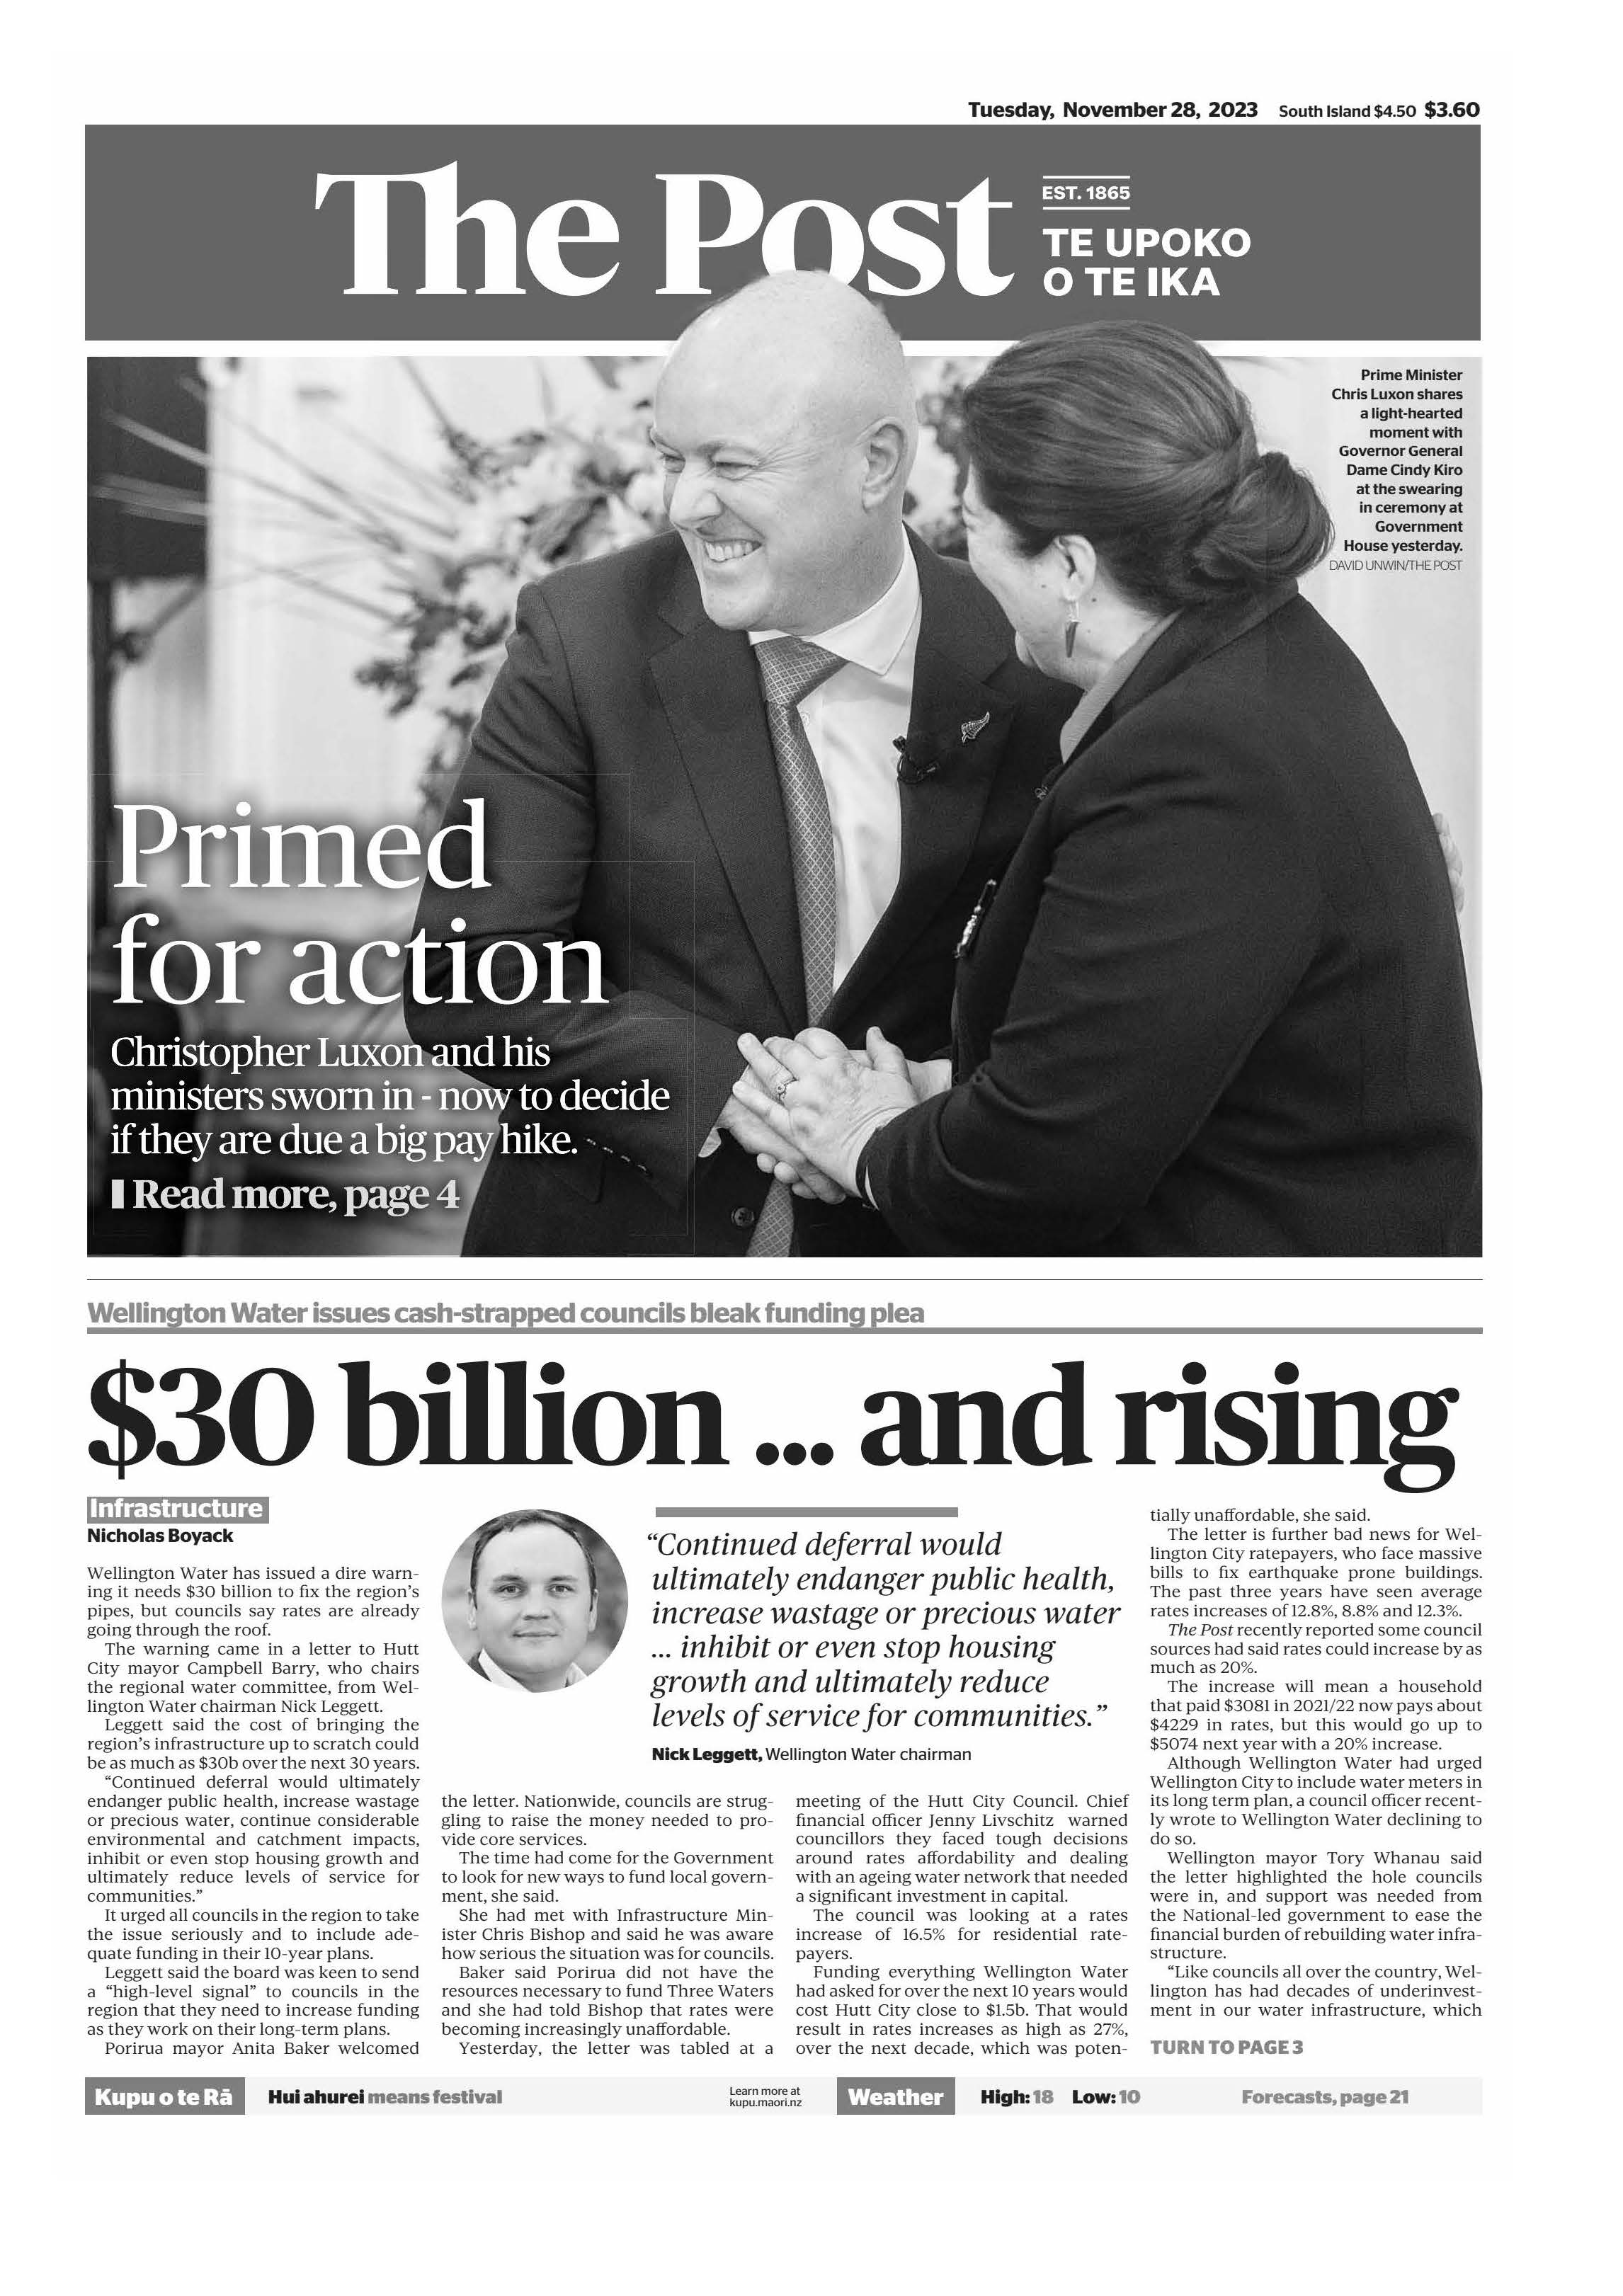 Tuesday, November 28, 2023 South Island $4.50 $3.60
The Post
EST. 1865
TE UPOKO
O TE IKA
Prime Minister
Chris Luxon shares
a light-hearted
moment with
Governor General
Dame Cindy Kiro
at the swearing
in ceremony at
Government
House yesterday.
DAVID UNWIN/THE POST
Primed
for action
Christopher Luxon and his
ministers sworn in - now to decide
if they are due a big pay hike.
Read more, page 4
Wellington Water issues cash-strapped councils bleak funding plea
$30 billion ... and rising
Infrastructure
Nicholas Boyack
Wellington Water has issued a dire warn-
ing it needs $30 billion to fix the region’s
pipes, but councils say rates are already
going through the roof.
The warning came in a letter to Hutt
City mayor Campbell Barry, who chairs
the regional water committee, from Wel-
lington Water chairman Nick Leggett.
Leggett said the cost of bringing the
region’s infrastructure up to scratch could
be as much as $30b over the next 30 years.
“Continued deferral would ultimately
endanger public health, increase wastage
or precious water, continue considerable
environmental and catchment impacts,
inhibit or even stop housing growth and
ultimately reduce levels of service for
communities.”
It urged all councils in the region to take
the issue seriously and to include ade-
quate funding in their 10-year plans.
Leggett said the board was keen to send
a “high-level signal” to councils in the
region that they need to increase funding
as they work on their long-term plans.
Porirua mayor Anita Baker welcomed
“Continued deferral would
ultimately endanger public health,
increase wastage or precious water
... inhibit or even stop housing
growth and ultimately reduce
levels of service for communities.”
Nick Leggett, Wellington Water chairman
the letter. Nationwide, councils are strug-
gling to raise the money needed to pro-
vide core services.
The time had come for the Government
to look for new ways to fund local govern-
ment, she said.
She had met with Infrastructure Min-
ister Chris Bishop and said he was aware
how serious the situation was for councils.
Baker said Porirua did not have the
resources necessary to fund Three Waters
and she had told Bishop that rates were
becoming increasingly unaffordable.
Yesterday, the letter was tabled at a
meeting of the Hutt City Council. Chief
financial officer Jenny Livschitz warned
councillors they faced tough decisions
around rates affordability and dealing
with an ageing water network that needed
a significant investment in capital.
The council was looking at a rates
increase of 16.5% for residential rate-
payers.
Funding everything Wellington Water
had asked for over the next 10 years would
cost Hutt City close to $1.5b. That would
result in rates increases as high as 27%,
over the next decade, which was poten-
tially unaffordable, she said.
The letter is further bad news for Wel-
lington City ratepayers, who face massive
bills to fix earthquake prone buildings.
The past three years have seen average
rates increases of 12.8%, 8.8% and 12.3%.
The Post recently reported some council
sources had said rates could increase by as
much as 20%.
The increase will mean a household
that paid $3081 in 2021/22 now pays about
$4229 in rates, but this would go up to
$5074 next year with a 20% increase.
Although Wellington Water had urged
Wellington City to include water meters in
its long term plan, a council officer recent-
ly wrote to Wellington Water declining to
do so.
Wellington mayor Tory Whanau said
the letter highlighted the hole councils
were in, and support was needed from
the National-led government to ease the
financial burden of rebuilding water infra-
structure.
“Like councils all over the country, Wel-
lington has had decades of underinvest-
ment in our water infrastructure, which
TURN TO PAGE 3
Kupu o te Rā Hui ahurei means festival
Learn more at
kupu.maori.nz
Weather High: 18 Low: 10 Forecasts, page 21